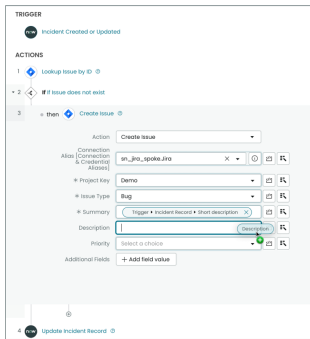 TRIGGER
now Incident Created or Updated
ACTIONS
1 Lookup Issue by ID
2 If If Issue does not exist
3 then Create Issue
Action Create Issue
Connection
Alias [Connection
& Credential
Aliases]
sn_jira_spoke.Jira
* Project Key Demo
* Issue Type Bug
* Summary Trigger ▸ Incident Record ▸ Short description X
Description Description
Priority Select a choice
Additional Fields + Add field value
4 now Update Incident Record